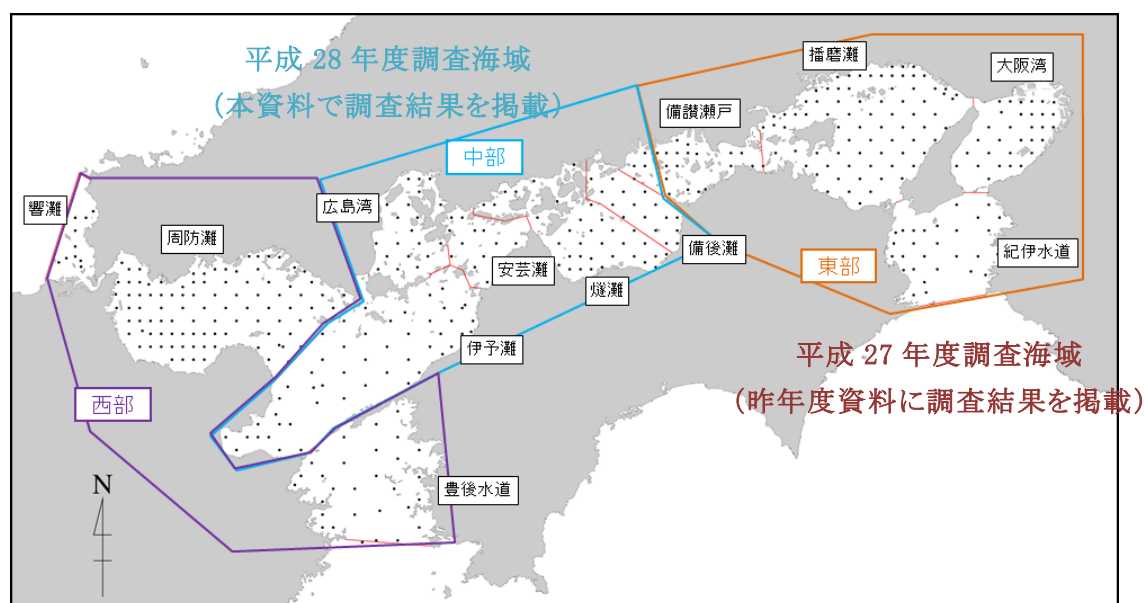 平成 28 年度調査海域
(本資料で調査結果を掲載)
播磨灘
大阪湾
備讃瀬戸
中部
響灘
広島湾
周防灘
備後灘
紀伊水道
安芸灘
東部
燧灘
伊予灘
平成 27 年度調査海域
(昨年度資料に調査結果を掲載)
西部
N
豊後水道